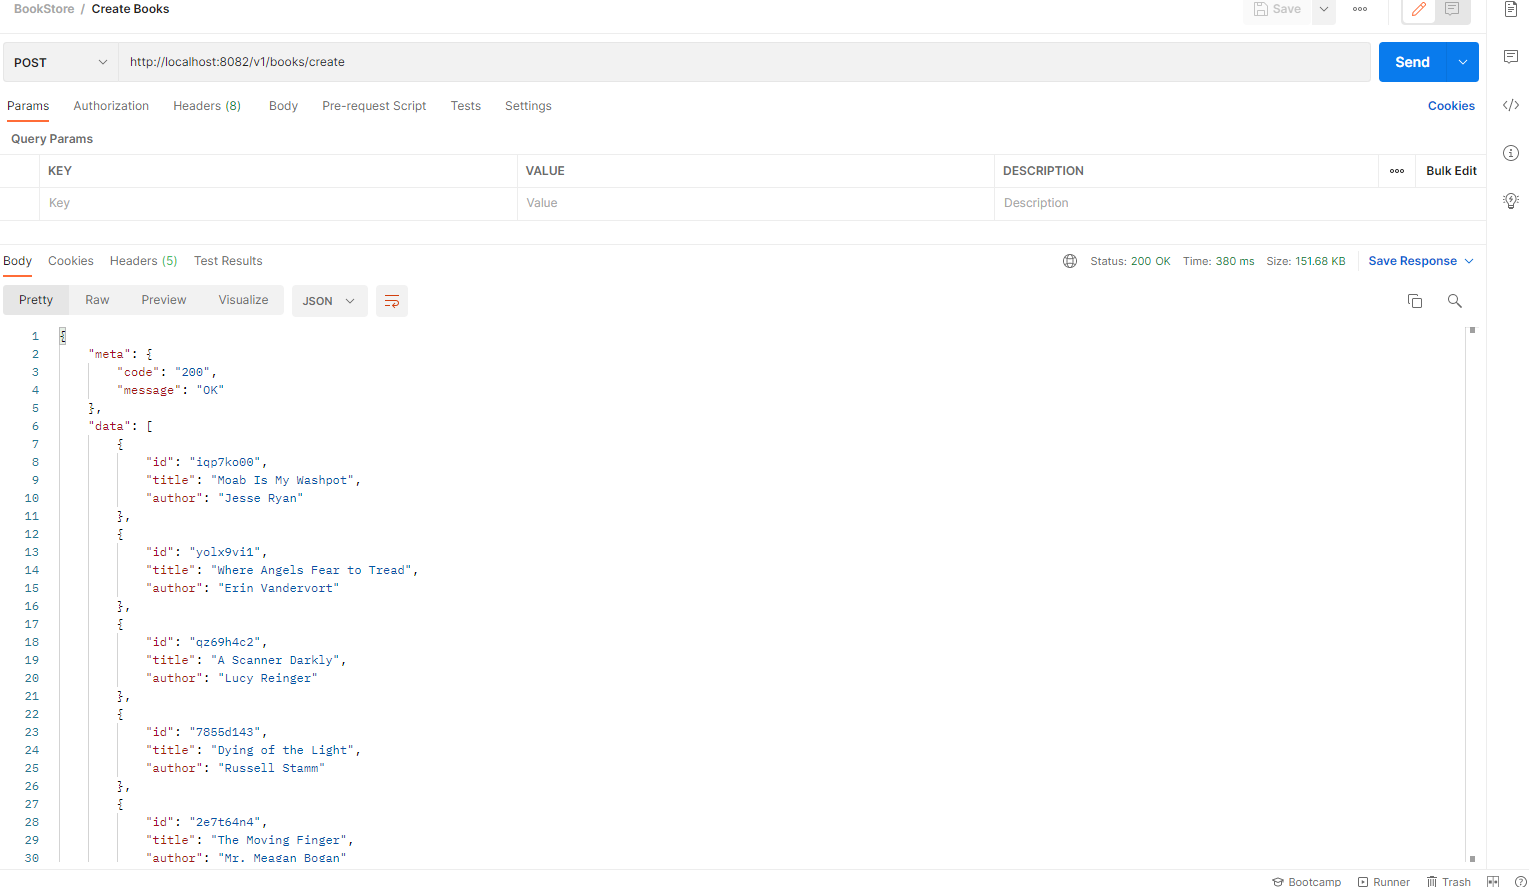 BookStore / Create Books
Save
POST http://localhost:8082/v1/books/create Send
Params Authorization Headers (8) Body Pre-request Script Tests Settings Cookies
Query Params
KEY VALUE DESCRIPTION Bulk Edit
Key Value Description
Body Cookies Headers (5) Test Results Status: 200 OK Time: 380 ms Size: 151.68 KB Save Response
Pretty Raw Preview Visualize JSON
1 {
2 "meta": {
3 "code": "200",
4 "message": "OK"
5 },
6 "data": [
7 {
8 "id": "iqp7ko00",
9 "title": "Moab Is My Washpot",
10 "author": "Jesse Ryan"
11 },
12 {
13 "id": "yolx9vi1",
14 "title": "Where Angels Fear to Tread",
15 "author": "Erin Vandervort"
16 },
17 {
18 "id": "qz69h4c2",
19 "title": "A Scanner Darkly",
20 "author": "Lucy Reinger"
21 },
22 {
23 "id": "7855d143",
24 "title": "Dying of the Light",
25 "author": "Russell Stamm"
26 },
27 {
28 "id": "2e7t64n4",
29 "title": "The Moving Finger",
30 "author": "Mr. Meagan Bogan"
Bootcamp Runner Trash